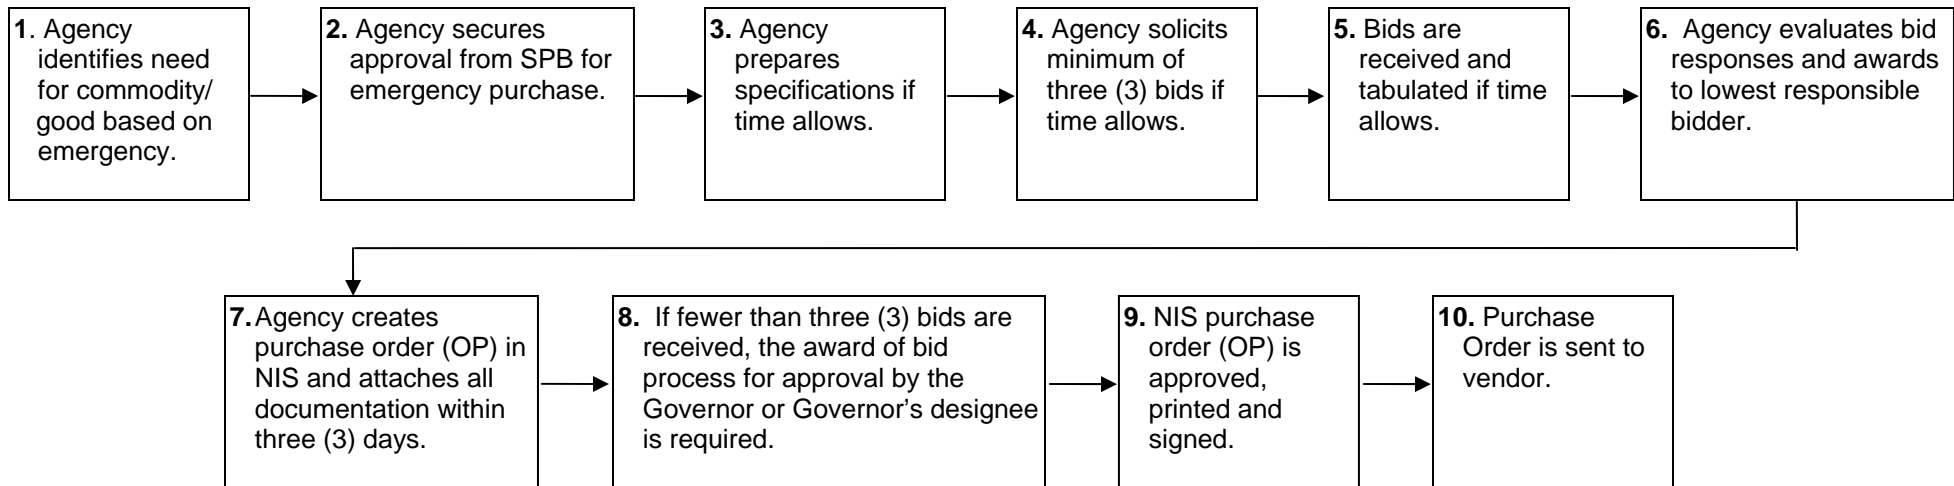 1. Agency
identifies need
for commodity/
good based on
emergency.
2. Agency secures
approval from SPB for
emergency purchase.
3. Agency
prepares
specifications if
time allows.
4. Agency solicits
minimum of
three (3) bids if
time allows.
5. Bids are
received and
tabulated if time
allows.
6. Agency evaluates bid
responses and awards
to lowest responsible
bidder.
7. Agency creates
purchase order (OP) in
NIS and attaches all
documentation within
three (3) days.
8. If fewer than three (3) bids are
received, the award of bid
process for approval by the
Governor or Governor’s designee
is required.
9. NIS purchase
order (OP) is
approved,
printed and
signed.
10. Purchase
Order is sent to
vendor.